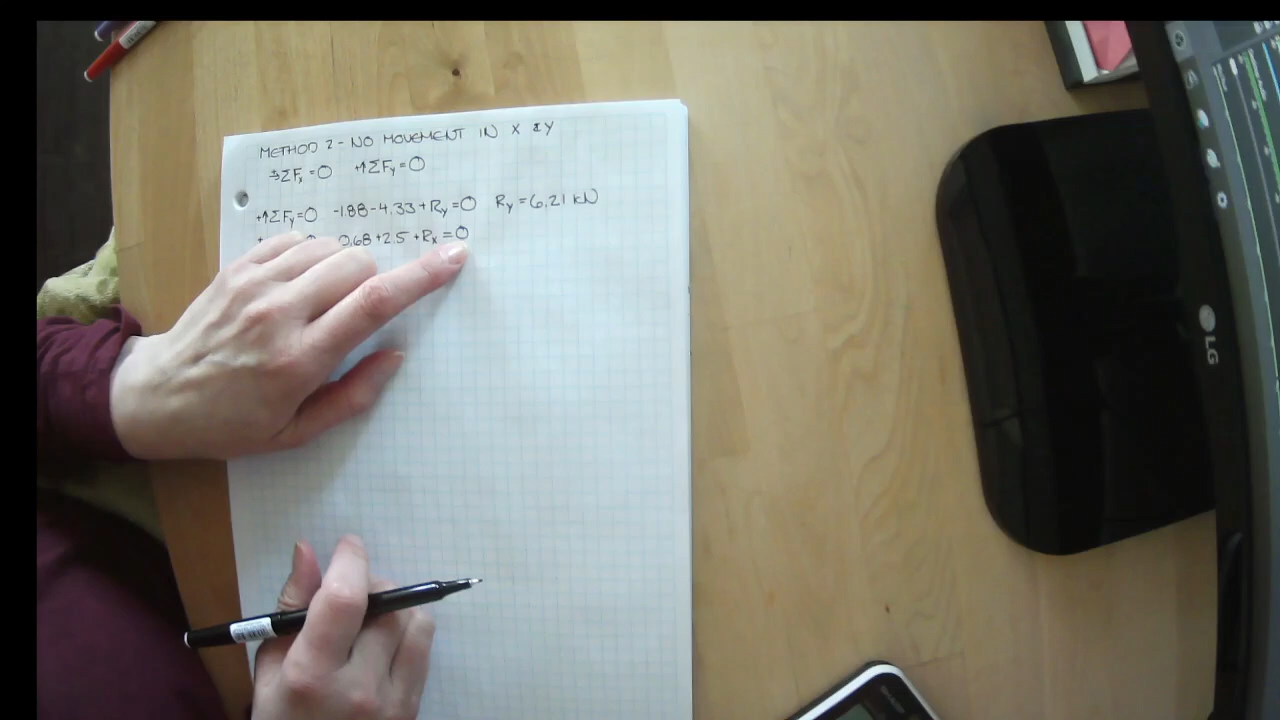 METHOD 2 - NO MOVEMENT IN X & Y
ΣFx = 0 +↑ΣFy = 0
+↑ΣFy = 0 -1.88 - 4.33 + Ry = 0 Ry = 6.21 kN
0.68 + 2.5 + Rx = 0
LG